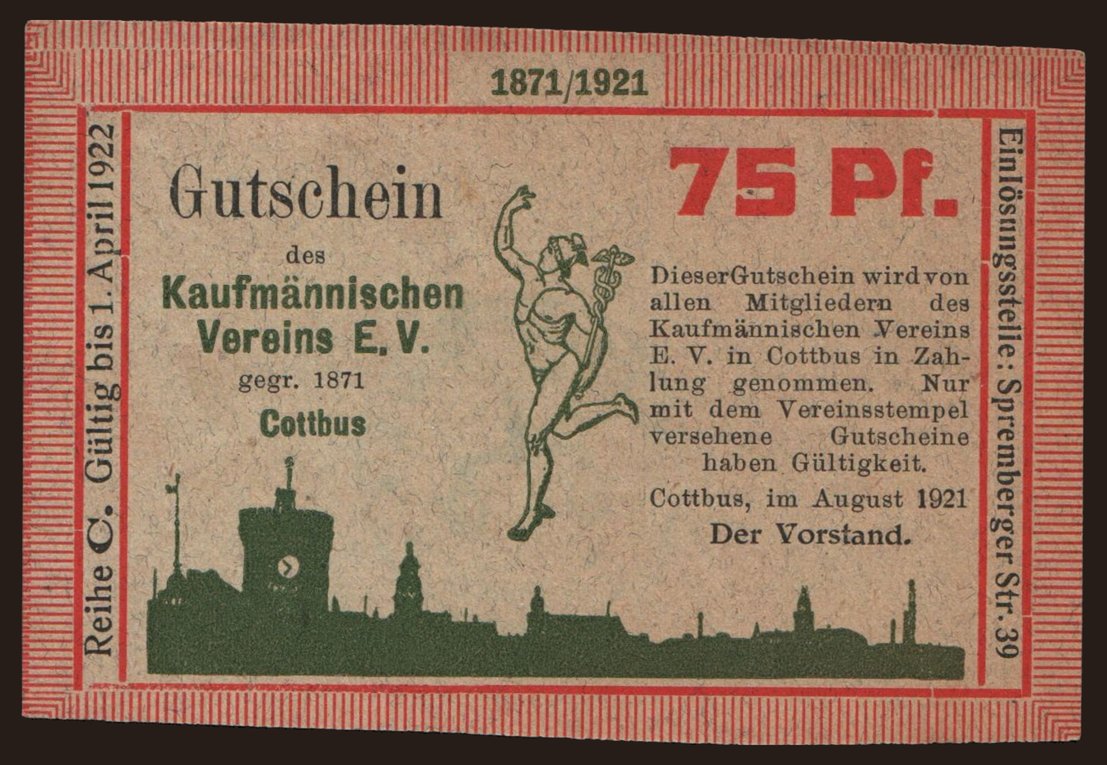 1871/1921
Reihe C. Gültig bis 1. April 1922
Gutschein
des
Kaufmännischen
Vereins E. V.
gegr. 1871
Cottbus
75 Pf.
Dieser Gutschein wird von
allen Mitgliedern des
Kaufmännischen Vereins
E. V. in Cottbus in Zah-
lung genommen. Nur
mit dem Vereinsstempel
versehene Gutscheine
haben Gültigkeit.
Cottbus, im August 1921
Der Vorstand.
Einlösungsstelle: Spremberger Str. 39